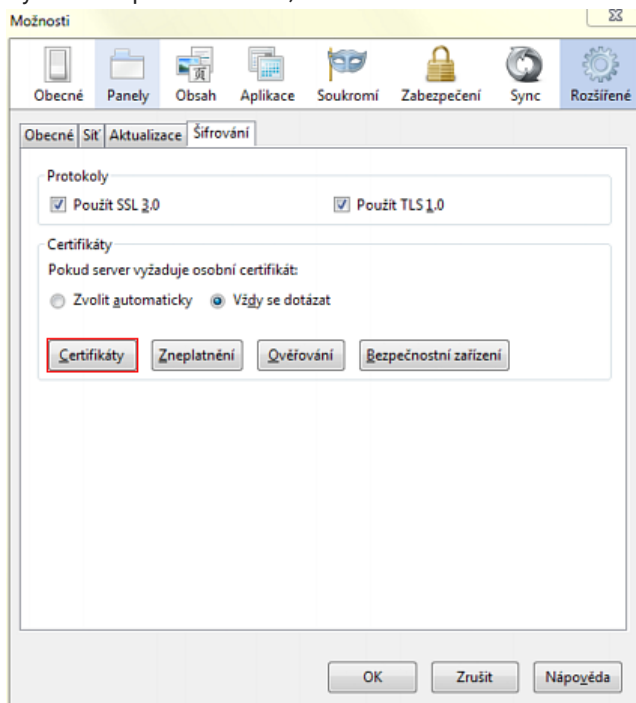 Možnosti
Obecné Panely Obsah Aplikace Soukromí Zabezpečení Sync Rozšířené
Obecné Síť Aktualizace Šifrování
Protokoly
Použít SSL 3.0 Použít TLS 1.0
Certifikáty
Pokud server vyžaduje osobní certifikát:
Zvolit automaticky Vždy se dotázat
Certifikáty Zneplatnění Ověřování Bezpečnostní zařízení
OK Zrušit Nápověda